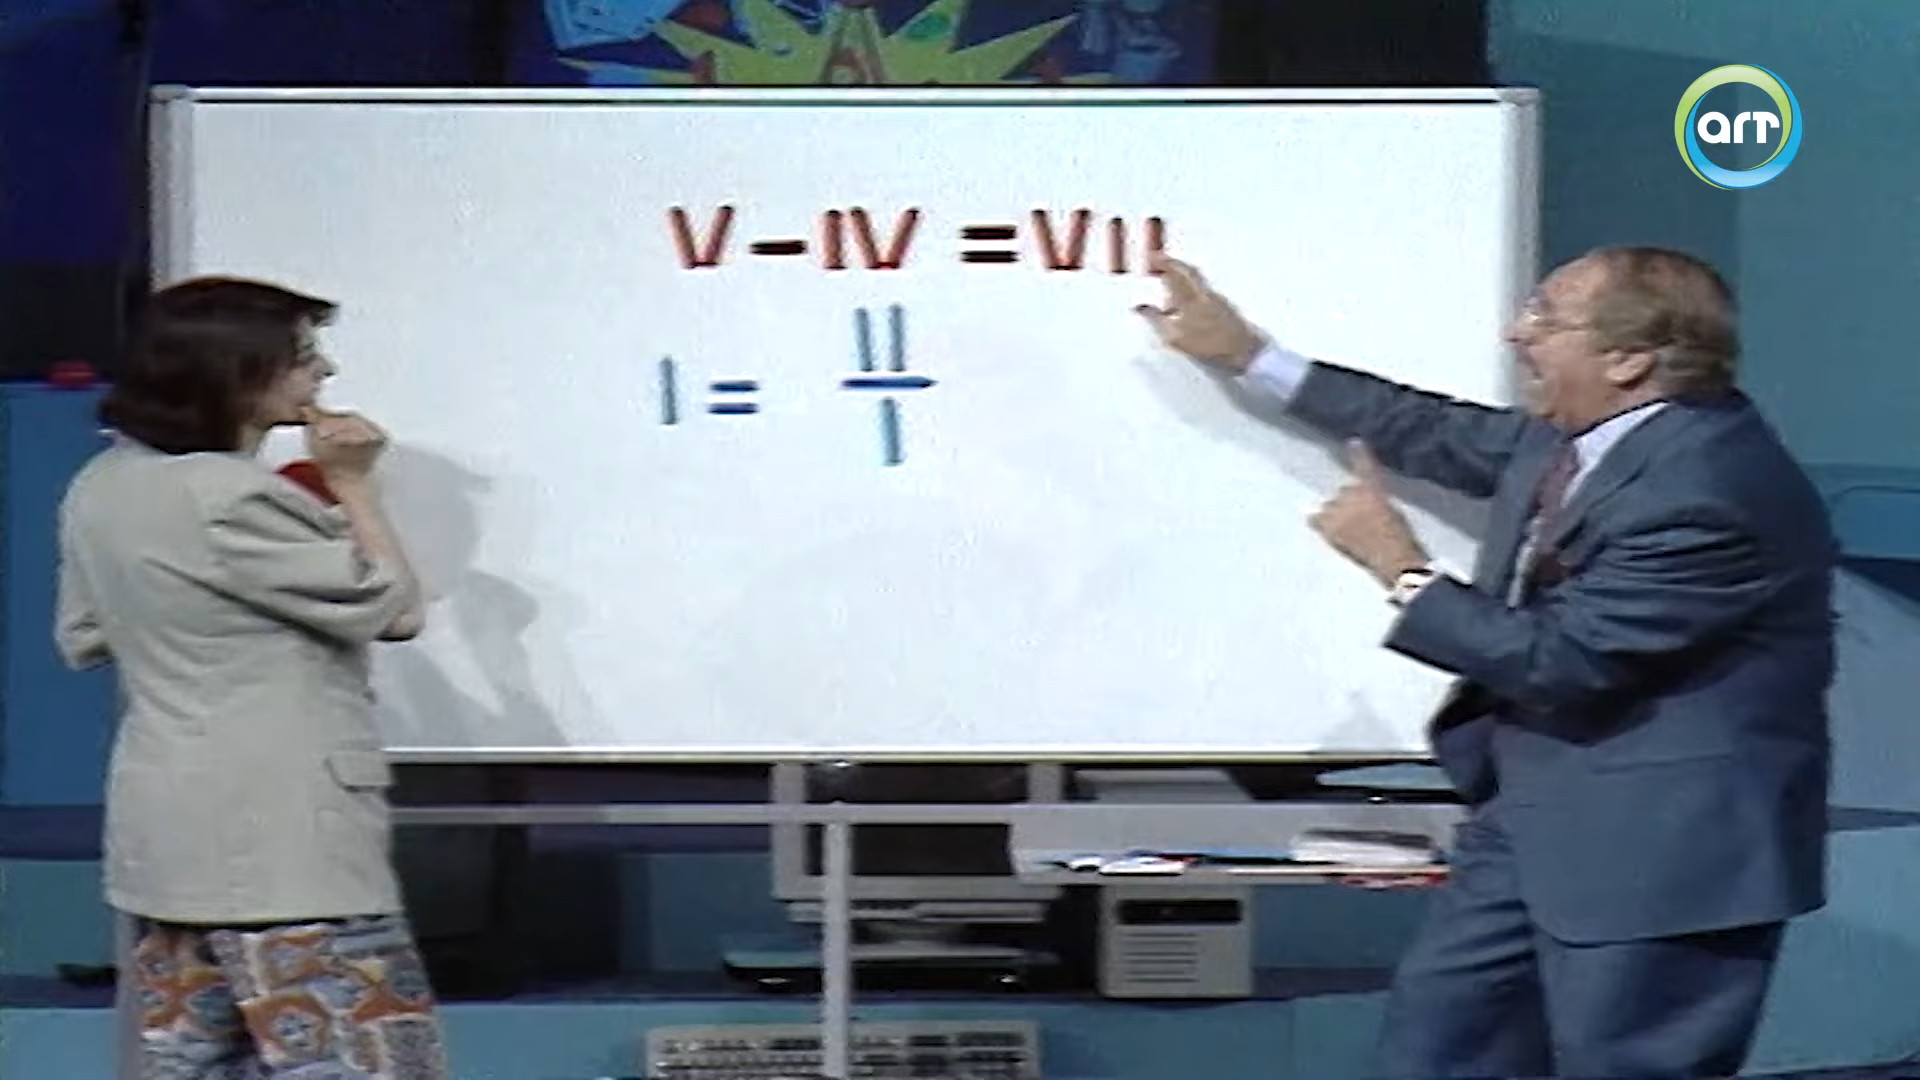 art
V - IV = VII
I = II
I